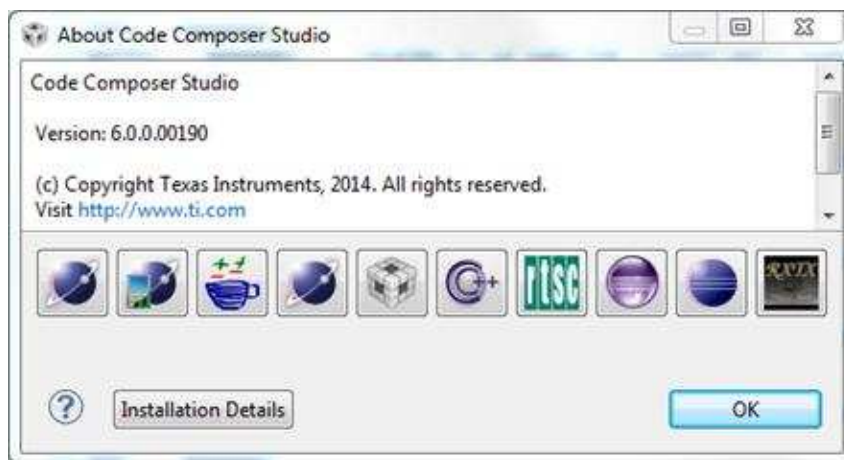 About Code Composer Studio
Code Composer Studio
Version: 6.0.0.00190
(c) Copyright Texas Instruments, 2014. All rights reserved.
Visit http://www.ti.com
C++
rtsc
RXTX
? Installation Details
OK